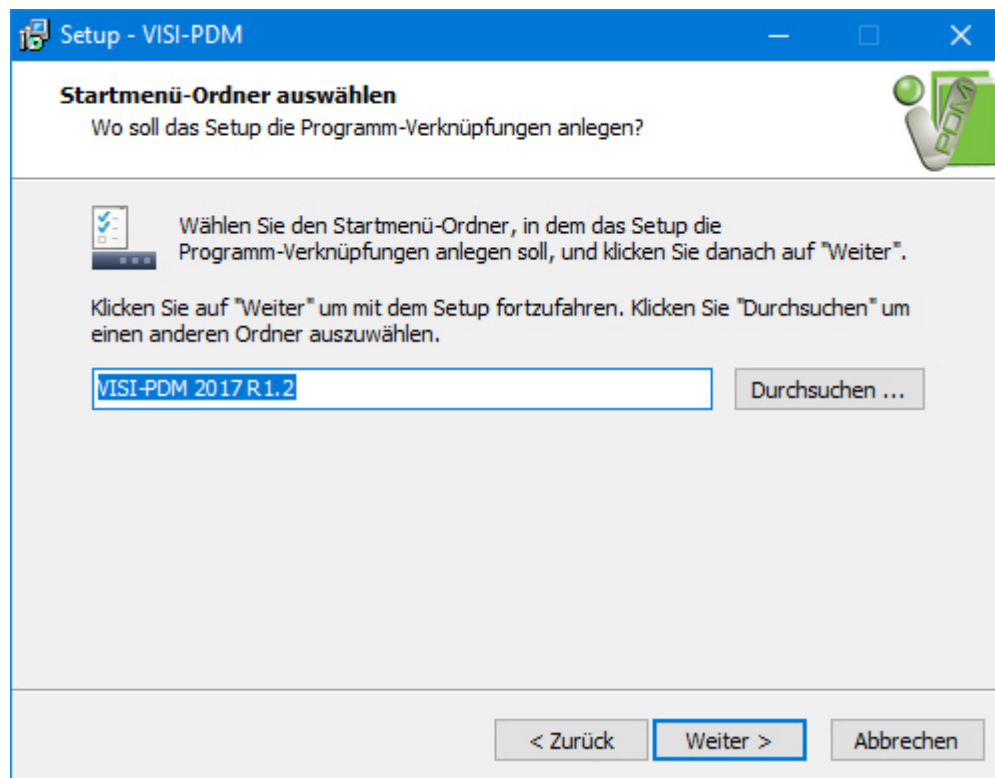 Setup - VISI-PDM
Startmenü-Ordner auswählen
Wo soll das Setup die Programm-Verknüpfungen anlegen?
PDM
Wählen Sie den Startmenü-Ordner, in dem das Setup die
Programm-Verknüpfungen anlegen soll, und klicken Sie danach auf "Weiter".
Klicken Sie auf "Weiter" um mit dem Setup fortzufahren. Klicken Sie "Durchsuchen" um
einen anderen Ordner auszuwählen.
VISI-PDM 2017 R1.2
Durchsuchen ...
< Zurück
Weiter >
Abbrechen